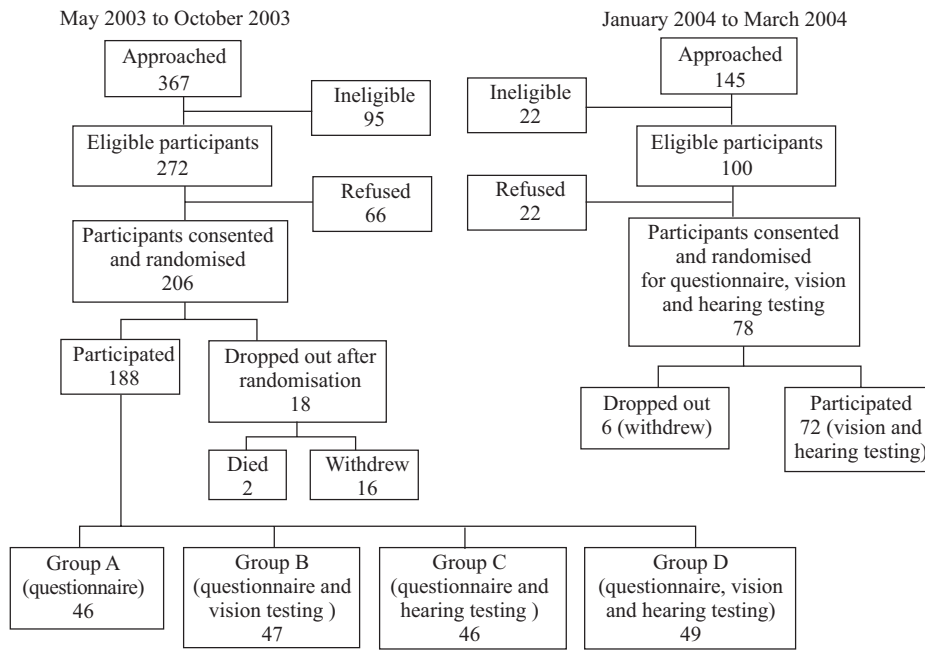 May 2003 to October 2003
Approached
367
Ineligible
95
Eligible participants
272
Refused
66
Participants consented
and randomised
206
Participated
188
Dropped out after
randomisation
18
Died
2
Withdrew
16
Group A
(questionnaire)
46
Group B
(questionnaire and
vision testing )
47
Group C
(questionnaire and
hearing testing )
46
Group D
(questionnaire, vision
and hearing testing)
49
January 2004 to March 2004
Approached
145
Ineligible
22
Eligible participants
100
Refused
22
Participants consented
and randomised
for questionnaire, vision
and hearing testing
78
Dropped out
6 (withdrew)
Participated
72 (vision and
hearing testing)